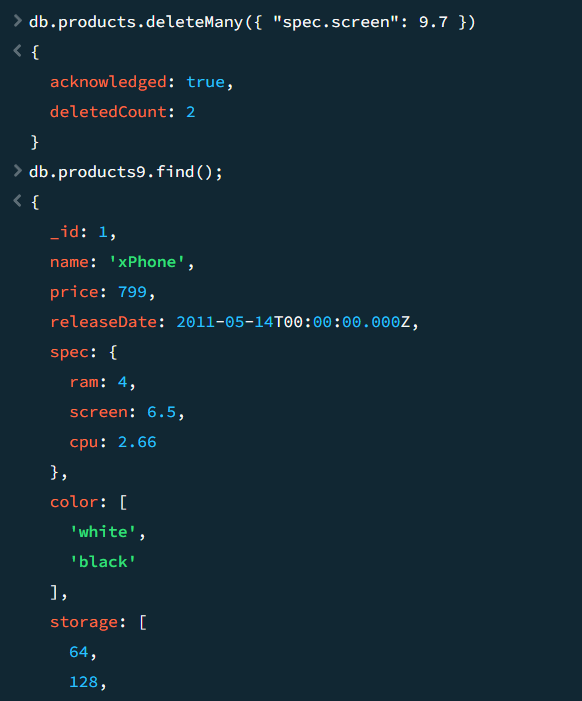 > db.products.deleteMany({ "spec.screen": 9.7 })
< {
acknowledged: true,
deletedCount: 2
}
> db.products9.find();
< {
_id: 1,
name: 'xPhone',
price: 799,
releaseDate: 2011-05-14T00:00:00.000Z,
spec: {
ram: 4,
screen: 6.5,
cpu: 2.66
},
color: [
'white',
'black'
],
storage: [
64,
128,